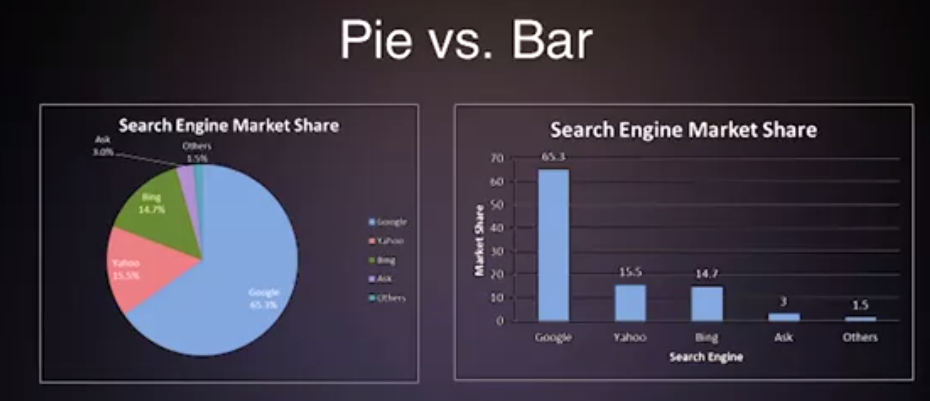 Pie vs. Bar
Search Engine Market Share
Ask
3.0%
Others
1.5%
Bing
14.7%
Yahoo
15.5%
Google
65.3%
Google
Yahoo
Bing
Ask
Others
Search Engine Market Share
Market Share
70
60
50
40
30
20
10
0
65.3
15.5
14.7
3
1.5
Google Yahoo Bing Ask Others
Search Engine